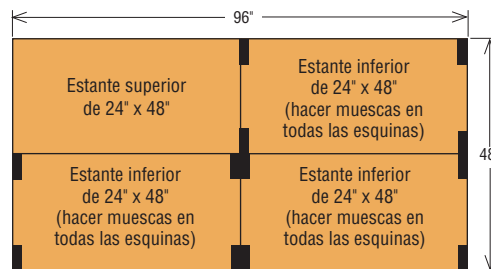 96"
Estante superior
de 24" x 48"
Estante inferior
de 24" x 48"
(hacer muescas en
todas las esquinas)
48
Estante inferior
de 24" x 48"
(hacer muescas en
todas las esquinas)
Estante inferior
de 24" x 48"
(hacer muescas en
todas las esquinas)